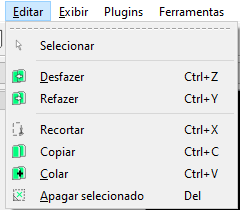 Editar Exibir Plugins Ferramentas
Selecionar
Desfazer Ctrl+Z
Refazer Ctrl+Y
Recortar Ctrl+X
Copiar Ctrl+C
Colar Ctrl+V
Apagar selecionado Del